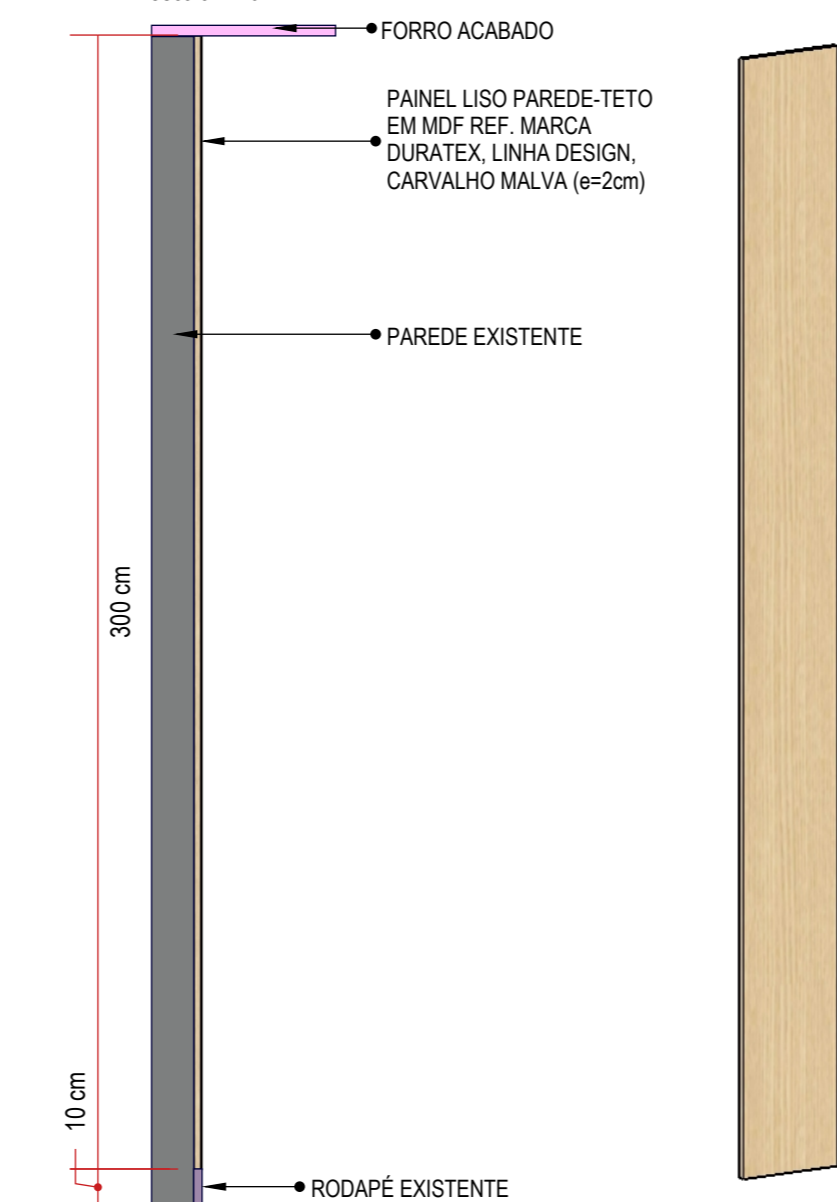 FORRO ACABADO
PAINEL LISO PAREDE-TETO
EM MDF REF. MARCA
DURATEX, LINHA DESIGN,
CARVALHO MALVA (e=2cm)
PAREDE EXISTENTE
300 cm
10 cm
RODAPÉ EXISTENTE